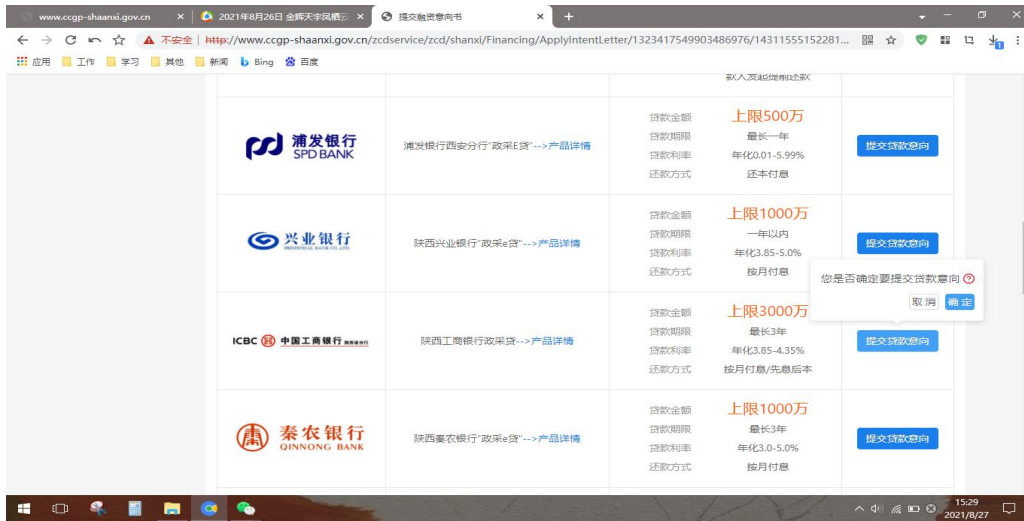 www.ccgp-shaanxi.gov.cn
2021年8月26日 金辉天宇凤栖云
提交融资意向书
不安全
http://www.ccgp-shaanxi.gov.cn/zcdservice/zcd/shanxi/Financing/ApplyIntentLetter/1323417549903486976/14311555152281...
应用 工作 学习 其他 新闻 Bing 百度
款人发起提前还款
浦发银行
SPD BANK
浦发银行西安分行"政采E贷"-->产品详情
贷款金额 上限500万
贷款期限 最长一年
贷款利率 年化0.01-5.99%
还款方式 还本付息
提交贷款意向
兴业银行
INDUSTRIAL BANK CO.,LTD.
陕西兴业银行"政采e贷"-->产品详情
贷款金额 上限1000万
贷款期限 一年以内
贷款利率 年化3.85-5.0%
还款方式 按月付息
提交贷款意向
您是否确定要提交贷款意向
取消 确定
ICBC 中国工商银行
陕西工商银行政采贷-->产品详情
贷款金额 上限3000万
贷款期限 最长3年
贷款利率 年化3.85-4.35%
还款方式 按月付息/先息后本
提交贷款意向
秦农银行
QINNONG BANK
陕西秦农银行"政采e贷"-->产品详情
贷款金额 上限1000万
贷款期限 最长3年
贷款利率 年化3.0-5.0%
还款方式 按月付息
提交贷款意向
15:29
2021/8/27